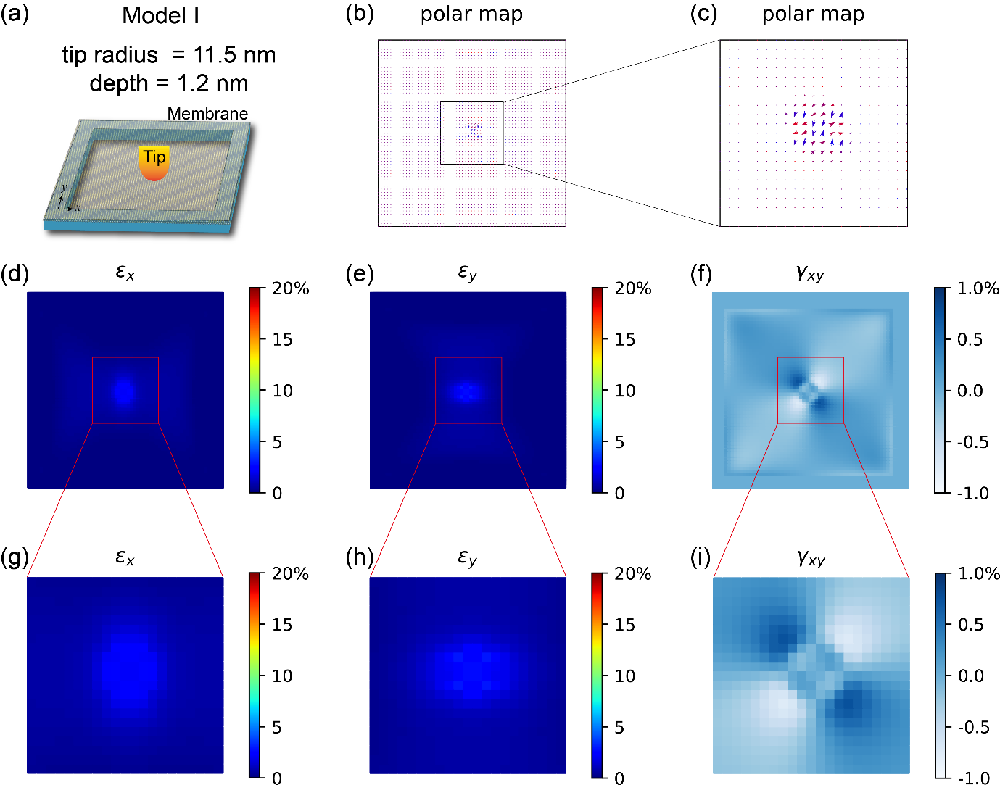 (a) Model I
tip radius = 11.5 nm
depth = 1.2 nm
Membrane
Tip
y
x
(b) polar map
(c) polar map
(d) εx
20%
15
10
5
0
(e) εy
20%
15
10
5
0
(f) γxy
1.0%
0.5
0.0
-0.5
-1.0
(g) εx
20%
15
10
5
0
(h) εy
20%
15
10
5
0
(i) γxy
1.0%
0.5
0.0
-0.5
-1.0